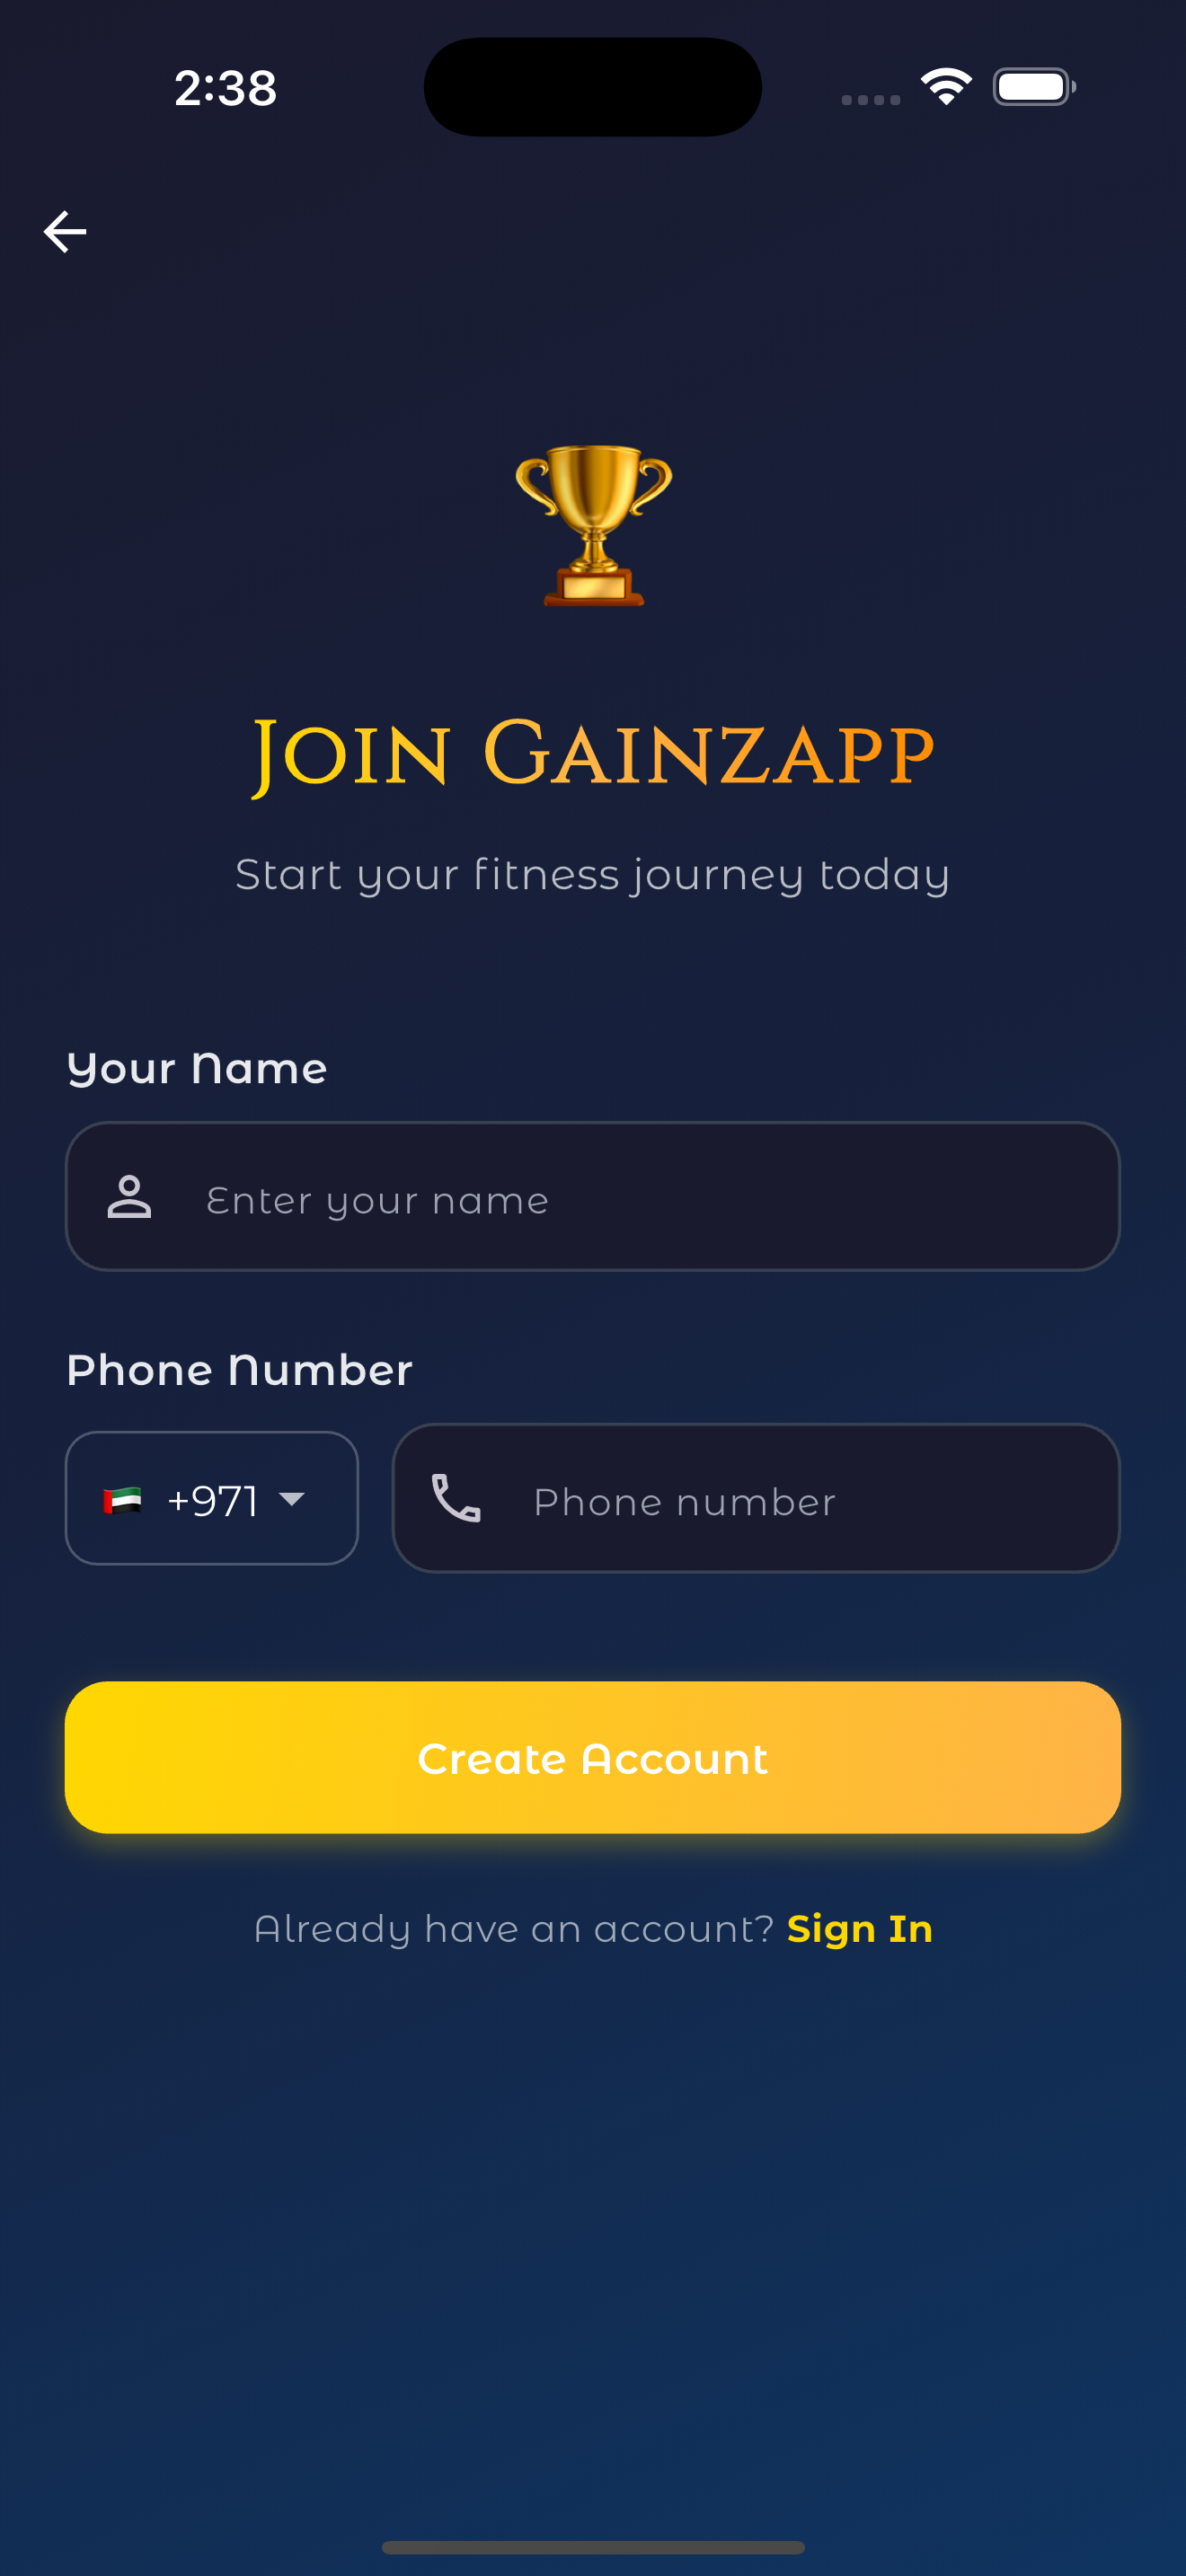 2:38
Join Gainzapp
Start your fitness journey today
Your Name
Enter your name
Phone Number
+971
Phone number
Create Account
Already have an account? Sign In